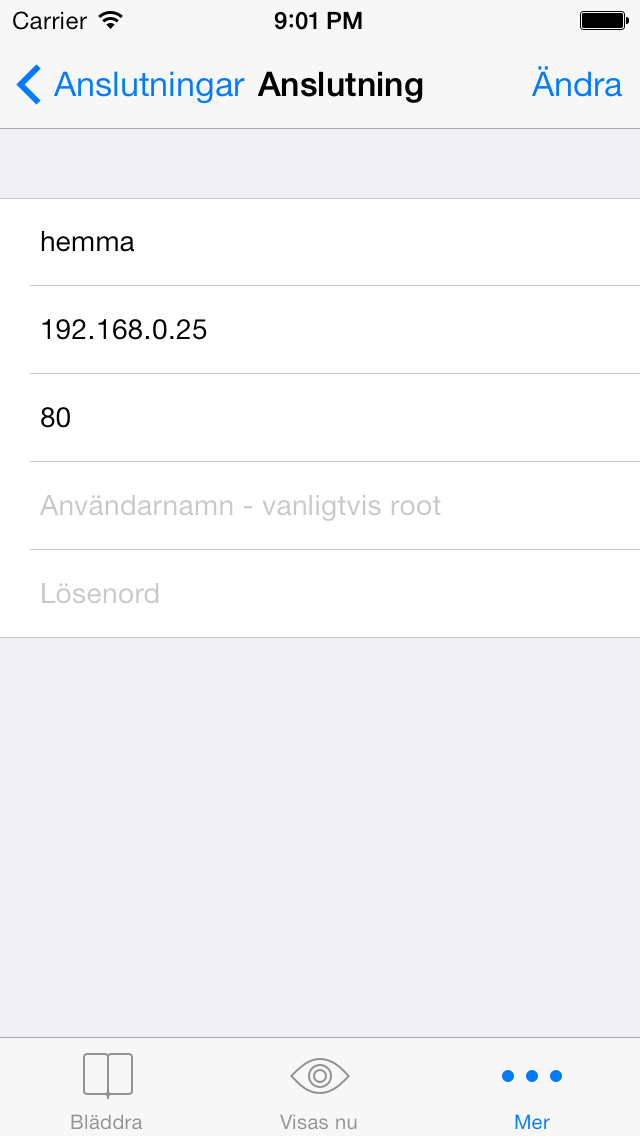 Carrier 9:01 PM
Anslutningar Anslutning Ändra
hemma
192.168.0.25
80
Användarnamn - vanligtvis root
Lösenord
Bläddra Visas nu Mer